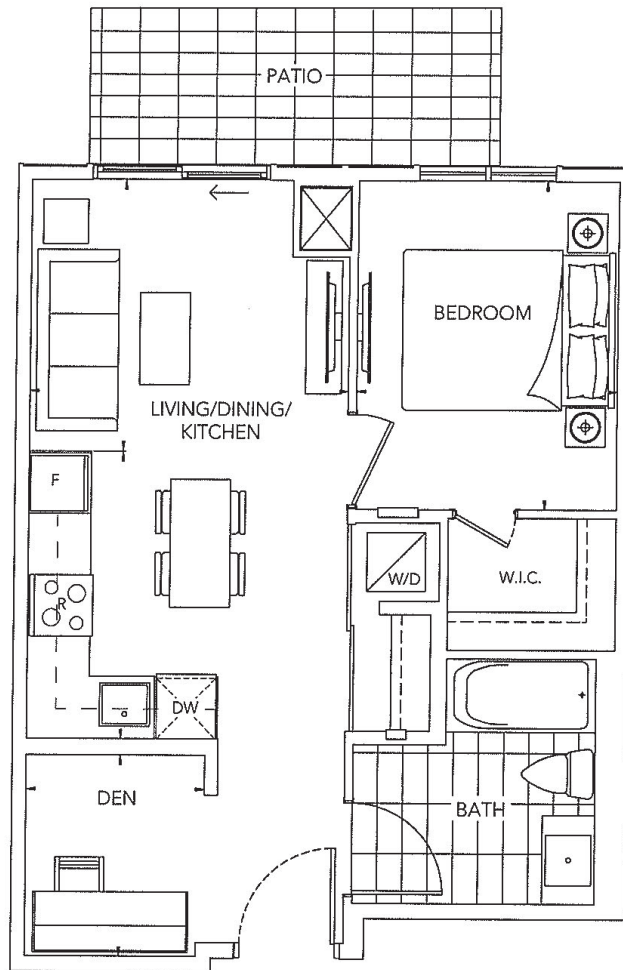 PATIO
BEDROOM
LIVING/DINING/
KITCHEN
F
W/D
W.I.C.
R
DW
DEN
BATH